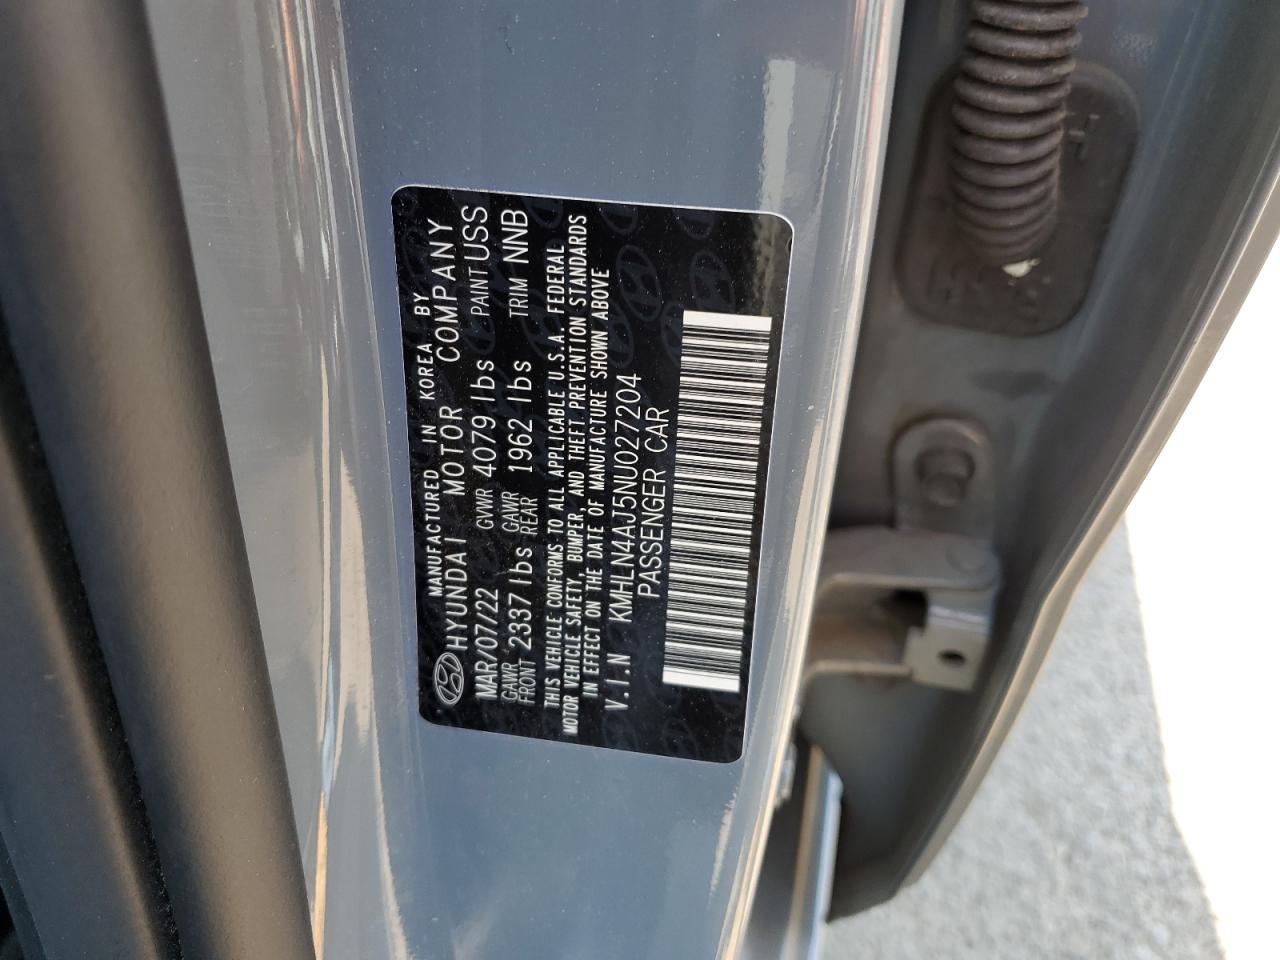 MANUFACTURED IN KOREA BY
HYUNDAI MOTOR COMPANY
MAR/07/22 GVWR 4079 lbs PAINT USS
GAWR FRONT 2337 lbs GAWR REAR 1962 lbs TRIM NNB
THIS VEHICLE CONFORMS TO ALL APPLICABLE U.S.A. FEDERAL
MOTOR VEHICLE SAFETY, BUMPER, AND THEFT PREVENTION STANDARDS
IN EFFECT ON THE DATE OF MANUFACTURE SHOWN ABOVE
V.I.N KMHLN4AJ5NU027204
PASSENGER CAR